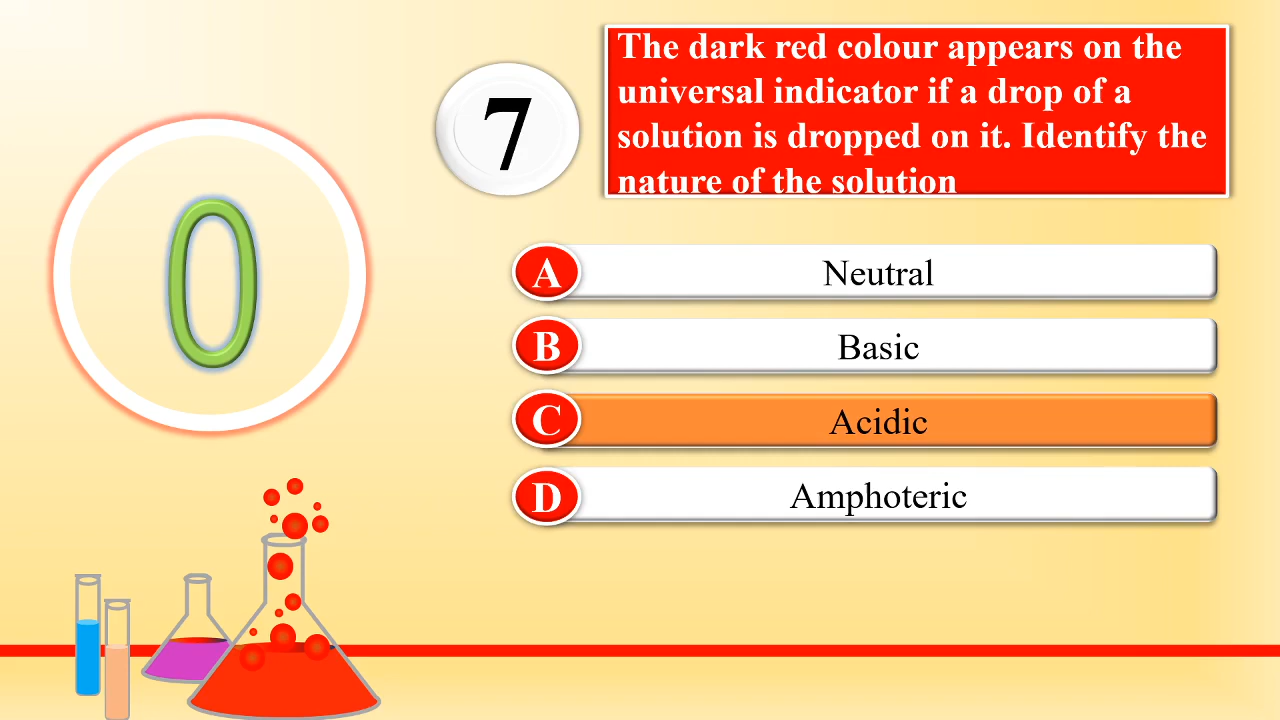 7
The dark red colour appears on the
universal indicator if a drop of a
solution is dropped on it. Identify the
nature of the solution
0
A Neutral
B Basic
C Acidic
D Amphoteric